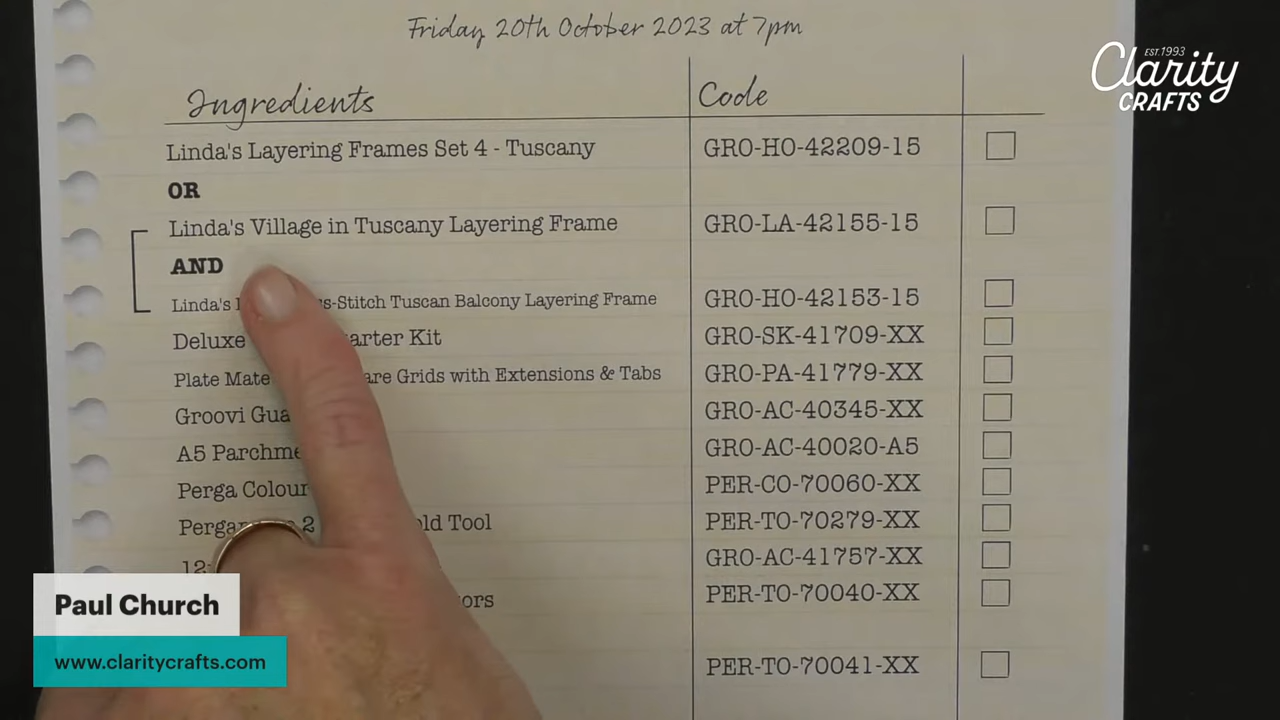 Friday 20th October 2023 at 7pm
EST. 1993
Clarity
CRAFTS
Ingredients Code
Linda's Layering Frames Set 4 - Tuscany GRO-HO-42209-15
OR
Linda's Village in Tuscany Layering Frame GRO-LA-42155-15
AND
Linda's s-Stitch Tuscan Balcony Layering Frame GRO-HO-42153-15
Deluxe arter Kit GRO-SK-41709-XX
Plate Mate are Grids with Extensions & Tabs GRO-PA-41779-XX
Groovi Gua GRO-AC-40345-XX
A5 Parchme GRO-AC-40020-A5
Perga Colour PER-CO-70060-XX
Perga 2 ld Tool PER-TO-70279-XX
12 GRO-AC-41757-XX
ors PER-TO-70040-XX
PER-TO-70041-XX
Paul Church
www.claritycrafts.com